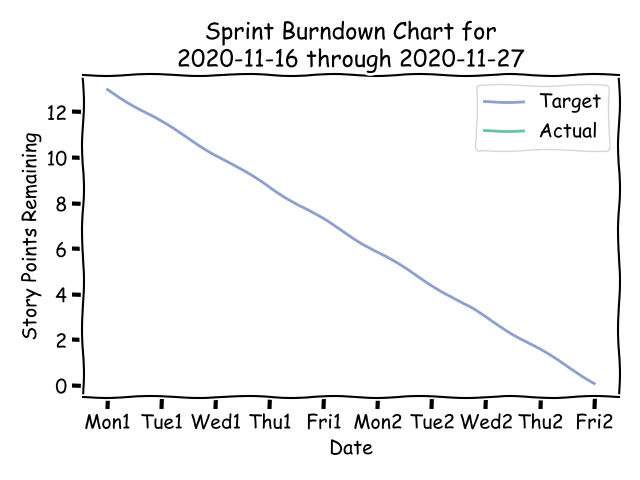 Sprint Burndown Chart for
2020-11-16 through 2020-11-27
Target
Actual
Story Points Remaining
12
10
8
6
4
2
0
Mon1 Tue1 Wed1 Thu1 Fri1 Mon2 Tue2 Wed2 Thu2 Fri2
Date